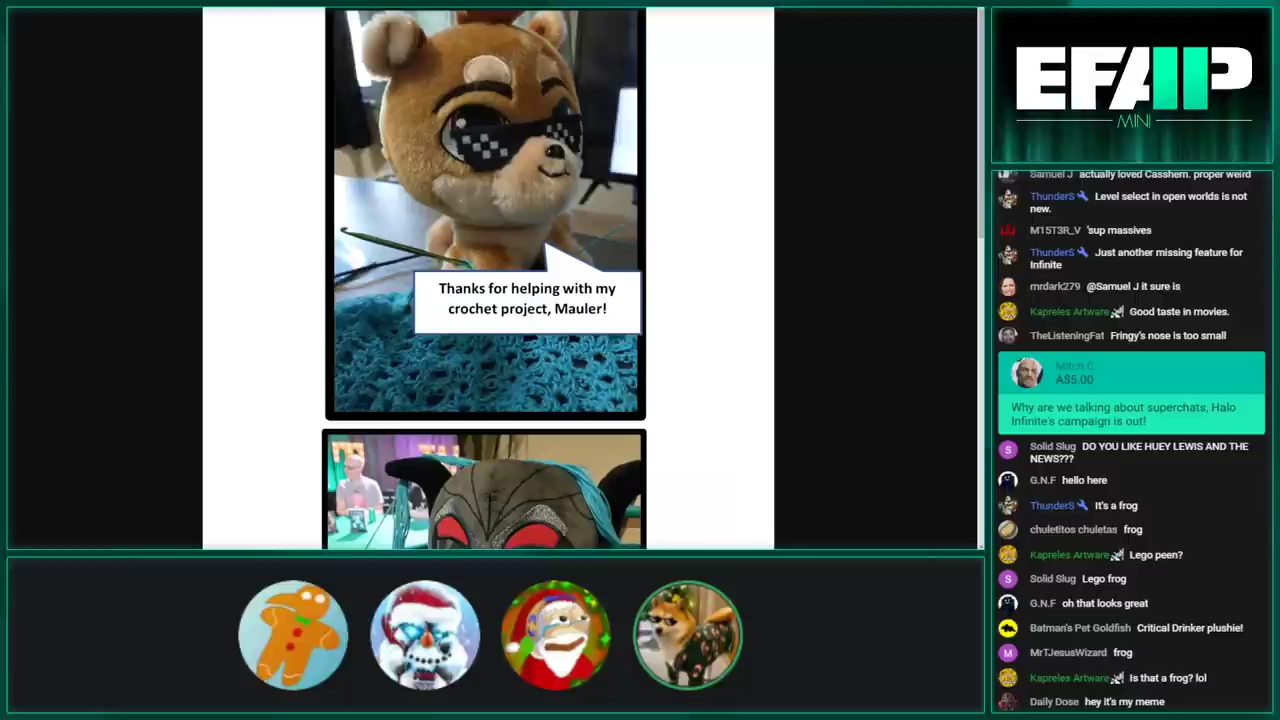 Thanks for helping with my
crochet project, Mauler!
EFAP
MINI
Samuel J actually loved Casshern. proper weird
ThunderS Level select in open worlds is not
new.
M15T3R_V 'sup massives
ThunderS Just another missing feature for
Infinite
mrdark279 @Samuel J it sure is
Kapreles Artware Good taste in movies.
TheListeningFat Fringy's nose is too small
Mitch C
A$5.00
Why are we talking about superchats, Halo
Infinite's campaign is out!
Solid Slug DO YOU LIKE HUEY LEWIS AND THE
NEWS???
G.N.F hello here
ThunderS It's a frog
chuletitos chuletas frog
Kapreles Artware Lego peen?
Solid Slug Lego frog
G.N.F oh that looks great
Batman's Pet Goldfish Critical Drinker plushie!
MrTJesusWizard frog
Kapreles Artware Is that a frog? lol
Daily Dose hey it's my meme